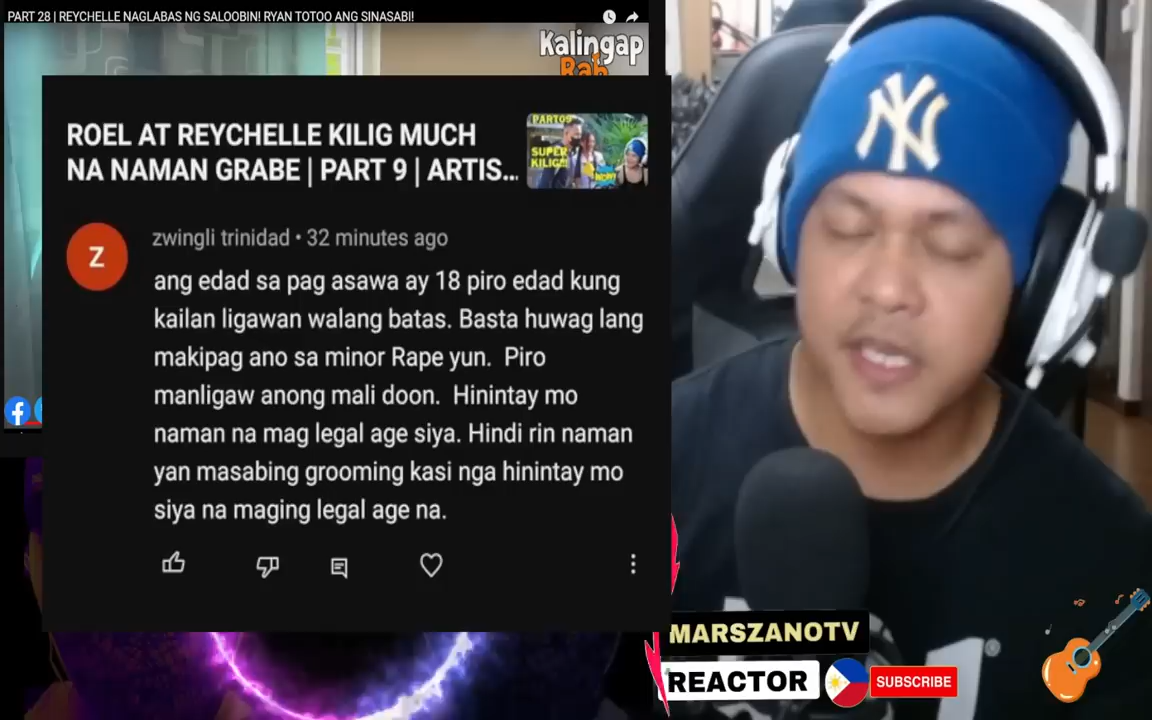 PART 28 | REYCHELLE NAGLABAS NG SALOOBIN! RYAN TOTOO ANG SINASABI!
Kalingap
Rab
ROEL AT REYCHELLE KILIG MUCH
NA NAMAN GRABE | PART 9 | ARTIS...
PART09
SUPER
KILIG!!!
Z
zwingli trinidad • 32 minutes ago
ang edad sa pag asawa ay 18 piro edad kung
kailan ligawan walang batas. Basta huwag lang
makipag ano sa minor Rape yun. Piro
manligaw anong mali doon. Hinintay mo
naman na mag legal age siya. Hindi rin naman
yan masabing grooming kasi nga hinintay mo
siya na maging legal age na.
NY
MARSZANOTV
REACTOR
SUBSCRIBE